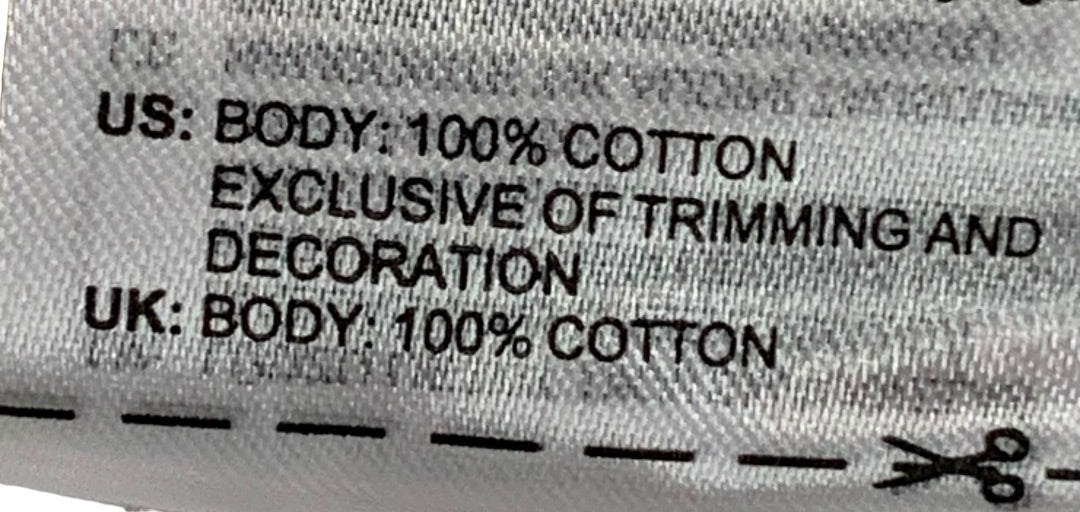 US: BODY: 100% COTTON
EXCLUSIVE OF TRIMMING AND
DECORATION
UK: BODY: 100% COTTON